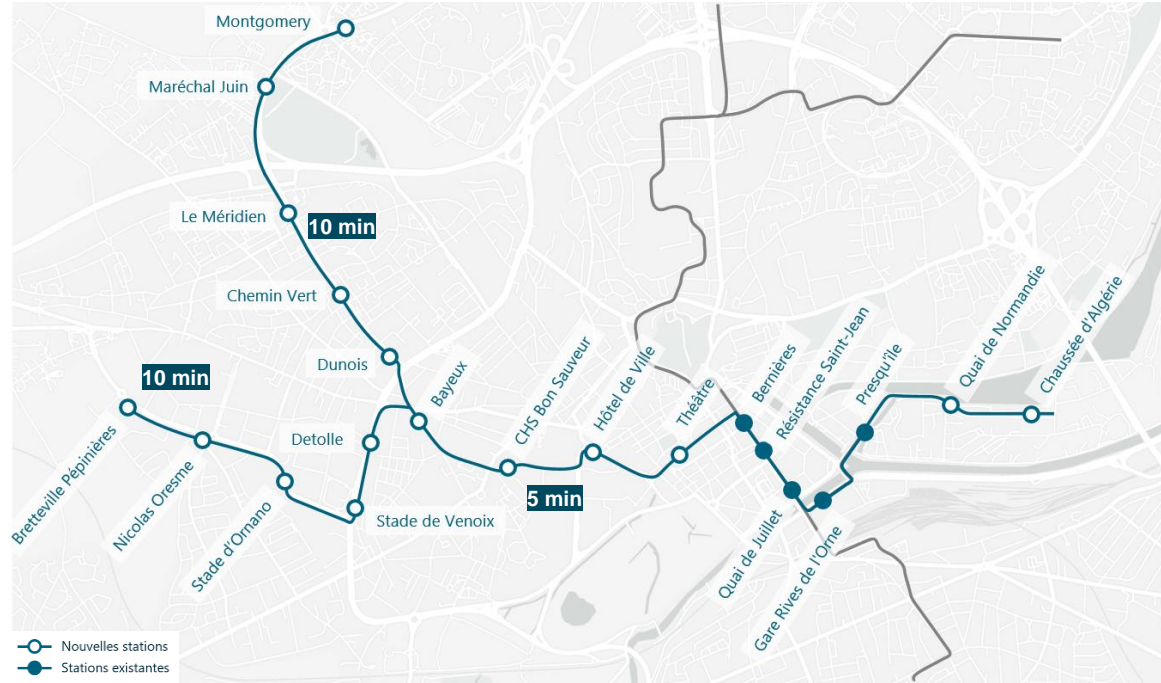 Montgomery
Maréchal Juin
Le Méridien
10 min
Chemin Vert
Dunois
10 min
Bayeux
CHS Bon Sauveur
Hôtel de Ville
Théâtre
Bernières
Résistance Saint-Jean
Presqu'île
Quai de Normandie
Chaussée d'Algérie
Bretteville Pépinières
Nicolas Oresme
Stade d'Ornano
Detolle
Stade de Venoix
5 min
Quai de Juillet
Gare Rives de l'Orne
Nouvelles stations
Stations existantes